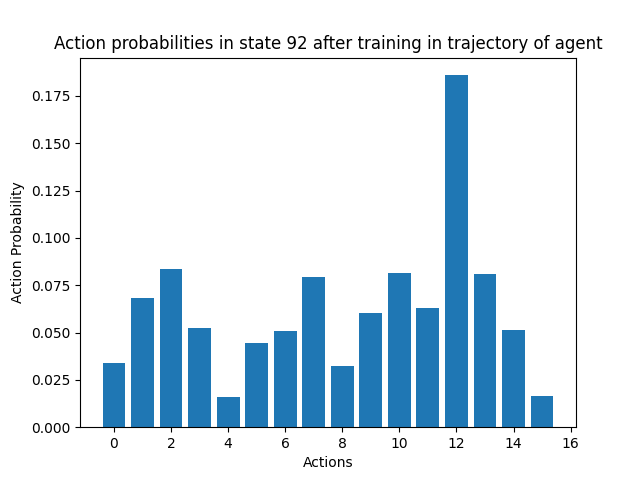 Action probabilities in state 92 after training in trajectory of agent
0.175
0.150
0.125
0.100
0.075
0.050
0.025
0.000
Action Probability
0 2 4 6 8 10 12 14 16
Actions